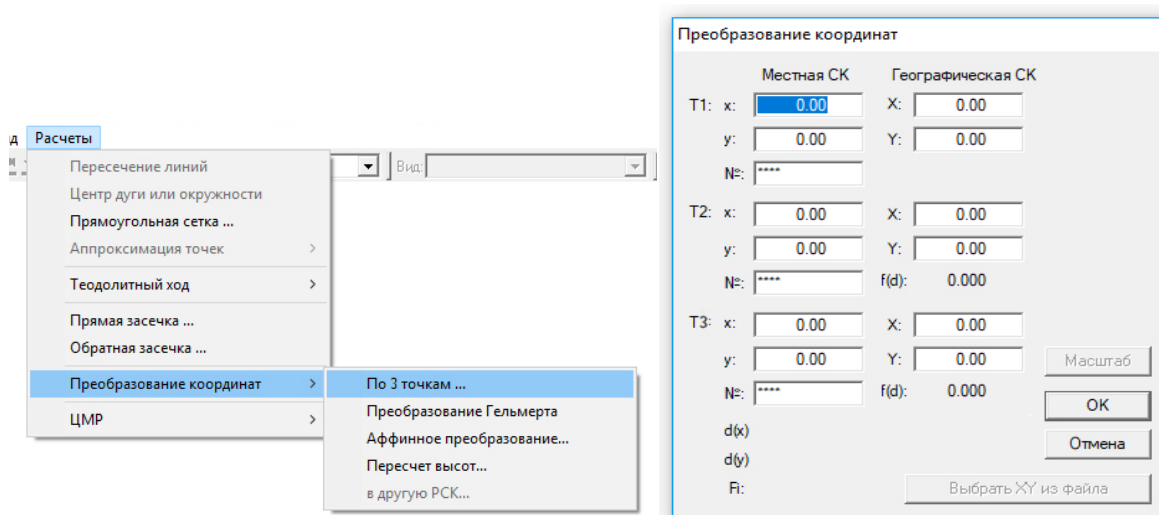 Расчеты
Вид:
Пересечение линий
Центр дуги или окружности
Прямоугольная сетка ...
Аппроксимация точек
Теодолитный ход
Прямая засечка ...
Обратная засечка ...
Преобразование координат
ЦМР
По 3 точкам ...
Преобразование Гельмерта
Аффинное преобразование...
Пересчет высот...
в другую РСК...
Преобразование координат
Местная СК Географическая СК
T1: x: 0.00 X: 0.00
y: 0.00 Y: 0.00
№: ****
T2: x: 0.00 X: 0.00
y: 0.00 Y: 0.00
№: **** f(d): 0.000
T3: x: 0.00 X: 0.00
y: 0.00 Y: 0.00 Масштаб
№: **** f(d): 0.000 OK
d(x)
d(y) Отмена
Fi: Выбрать XY из файла